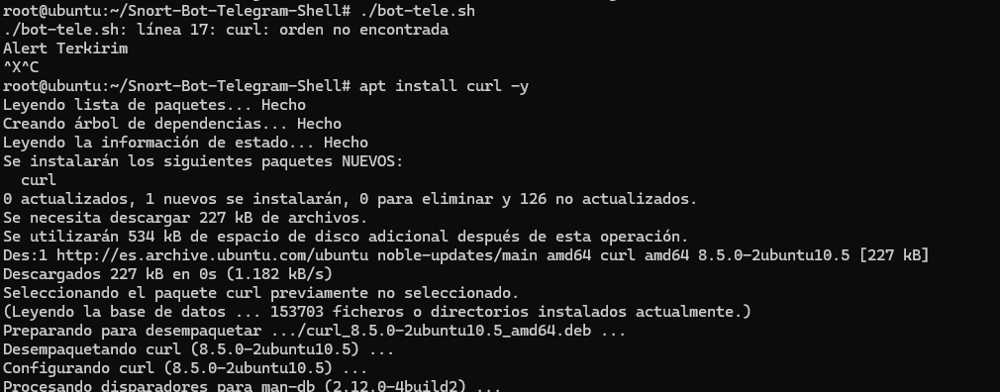 root@ubuntu:~/Snort-Bot-Telegram-Shell# ./bot-tele.sh
./bot-tele.sh: línea 17: curl: orden no encontrada
Alert Terkirim
^X^C
root@ubuntu:~/Snort-Bot-Telegram-Shell# apt install curl -y
Leyendo lista de paquetes... Hecho
Creando árbol de dependencias... Hecho
Leyendo la información de estado... Hecho
Se instalarán los siguientes paquetes NUEVOS:
  curl
0 actualizados, 1 nuevos se instalarán, 0 para eliminar y 126 no actualizados.
Se necesita descargar 227 kB de archivos.
Se utilizarán 534 kB de espacio de disco adicional después de esta operación.
Des:1 http://es.archive.ubuntu.com/ubuntu noble-updates/main amd64 curl amd64 8.5.0-2ubuntu10.5 [227 kB]
Descargados 227 kB en 0s (1.182 kB/s)
Seleccionando el paquete curl previamente no seleccionado.
(Leyendo la base de datos ... 153703 ficheros o directorios instalados actualmente.)
Preparando para desempaquetar .../curl_8.5.0-2ubuntu10.5_amd64.deb ...
Desempaquetando curl (8.5.0-2ubuntu10.5) ...
Configurando curl (8.5.0-2ubuntu10.5) ...
Procesando disparadores para man-db (2.12.0-4build2) ...